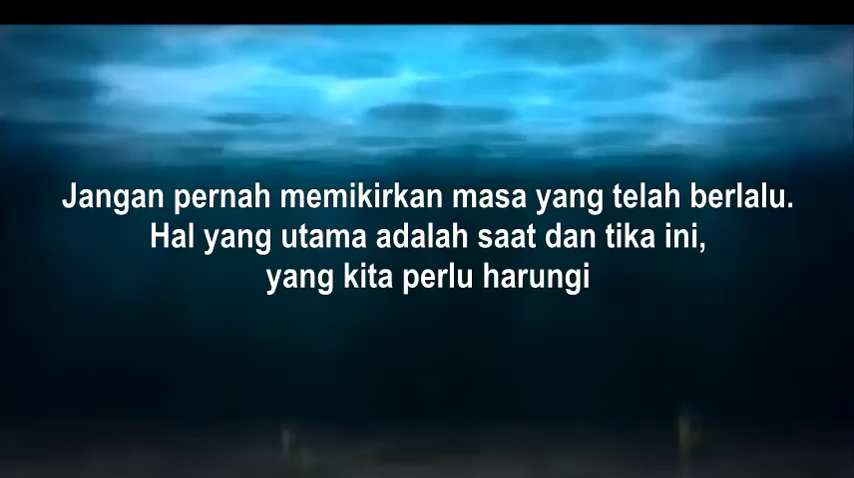 Jangan pernah memikirkan masa yang telah berlalu.
Hal yang utama adalah saat dan tika ini,
yang kita perlu harungi